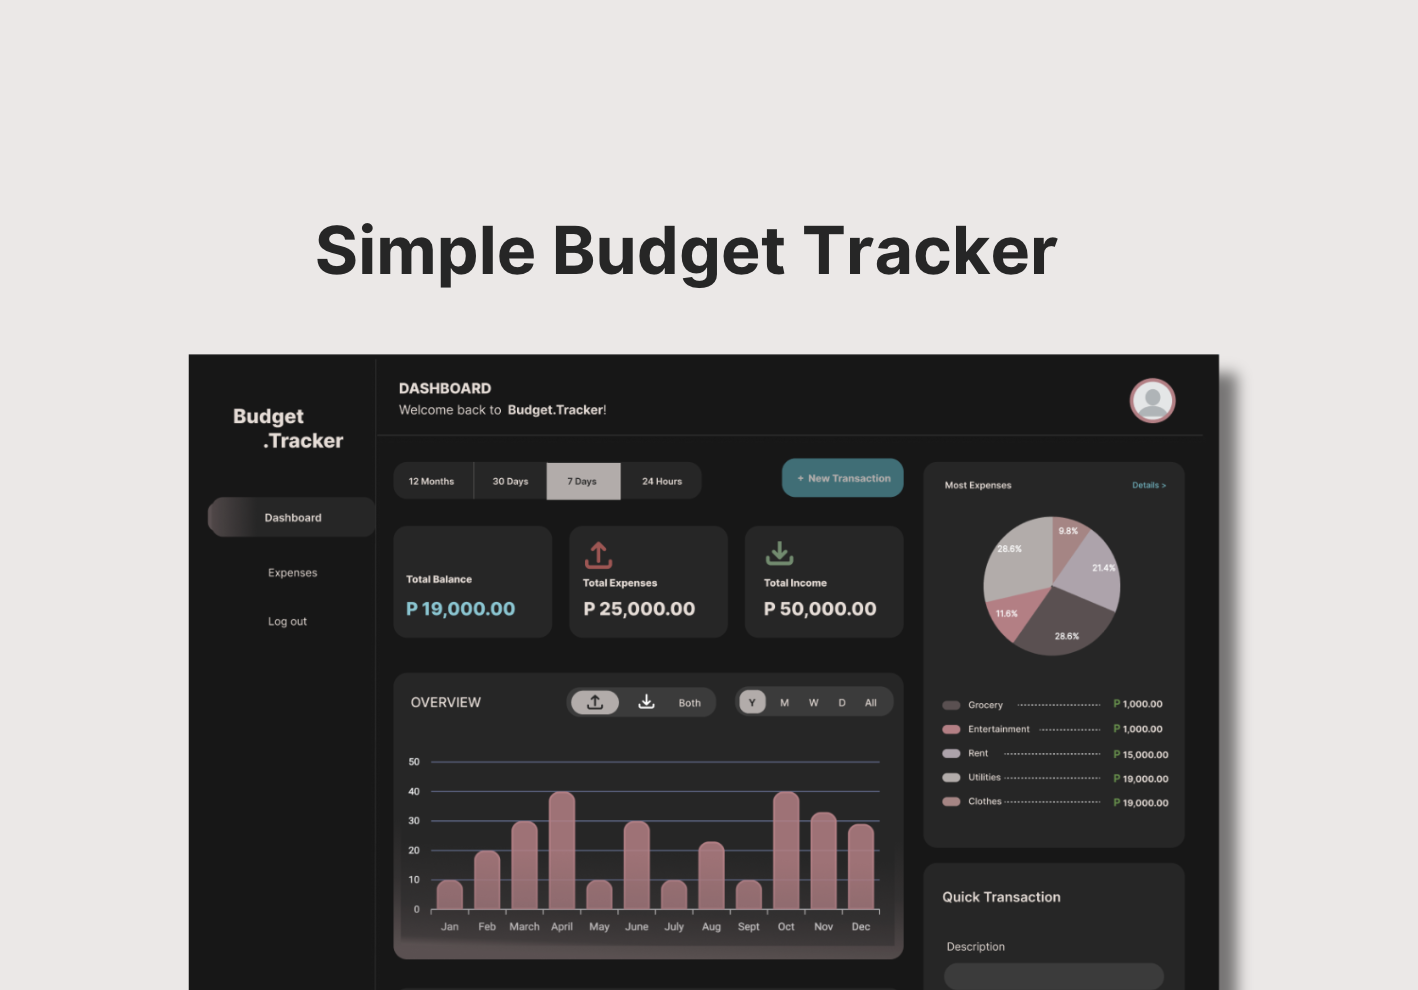 Simple Budget Tracker
Budget
.Tracker
Dashboard
Expenses
Log out
DASHBOARD
Welcome back to Budget.Tracker!
12 Months
30 Days
7 Days
24 Hours
+ New Transaction
Total Balance
P 19,000.00
Total Expenses
P 25,000.00
Total Income
P 50,000.00
OVERVIEW
Both
Y M W D All
50
40
30
20
10
0
Jan Feb March April May June July Aug Sept Oct Nov Dec
Most Expenses
Details >
9.8%
28.6%
21.4%
11.6%
28.6%
Grocery P 1,000.00
Entertainment P 1,000.00
Rent P 15,000.00
Utilities P 19,000.00
Clothes P 19,000.00
Quick Transaction
Description